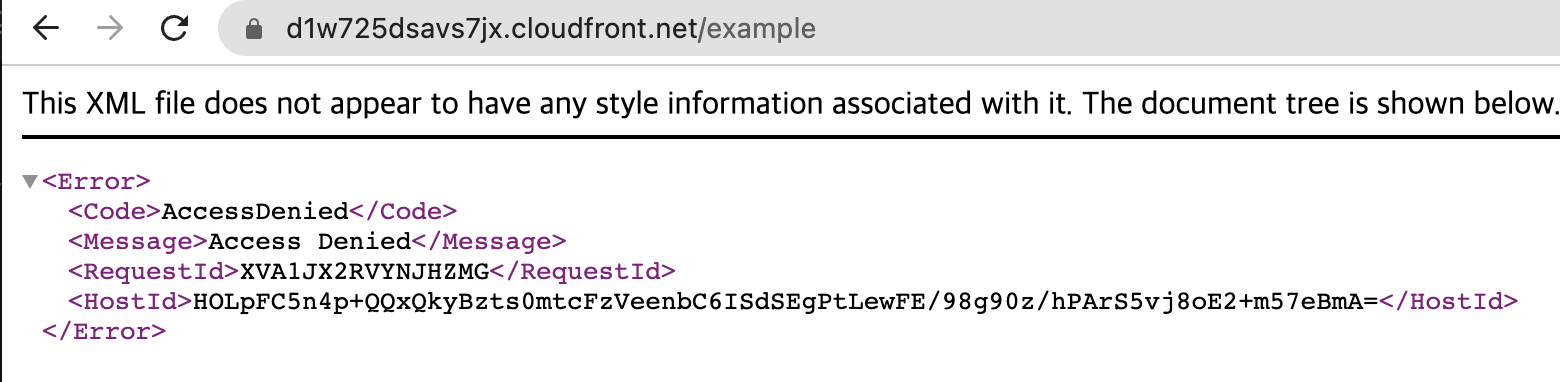 d1w725dsavs7jx.cloudfront.net/example
This XML file does not appear to have any style information associated with it. The document tree is shown below.
<Error>
<Code>AccessDenied</Code>
<Message>Access Denied</Message>
<RequestId>XVA1JX2RVYNJHZMG</RequestId>
<HostId>HOLpFC5n4p+QQxQkyBzts0mtcFzVeenbC6ISdSEgPtLewFE/98g90z/hPArS5vj8oE2+m57eBmA=</HostId>
</Error>